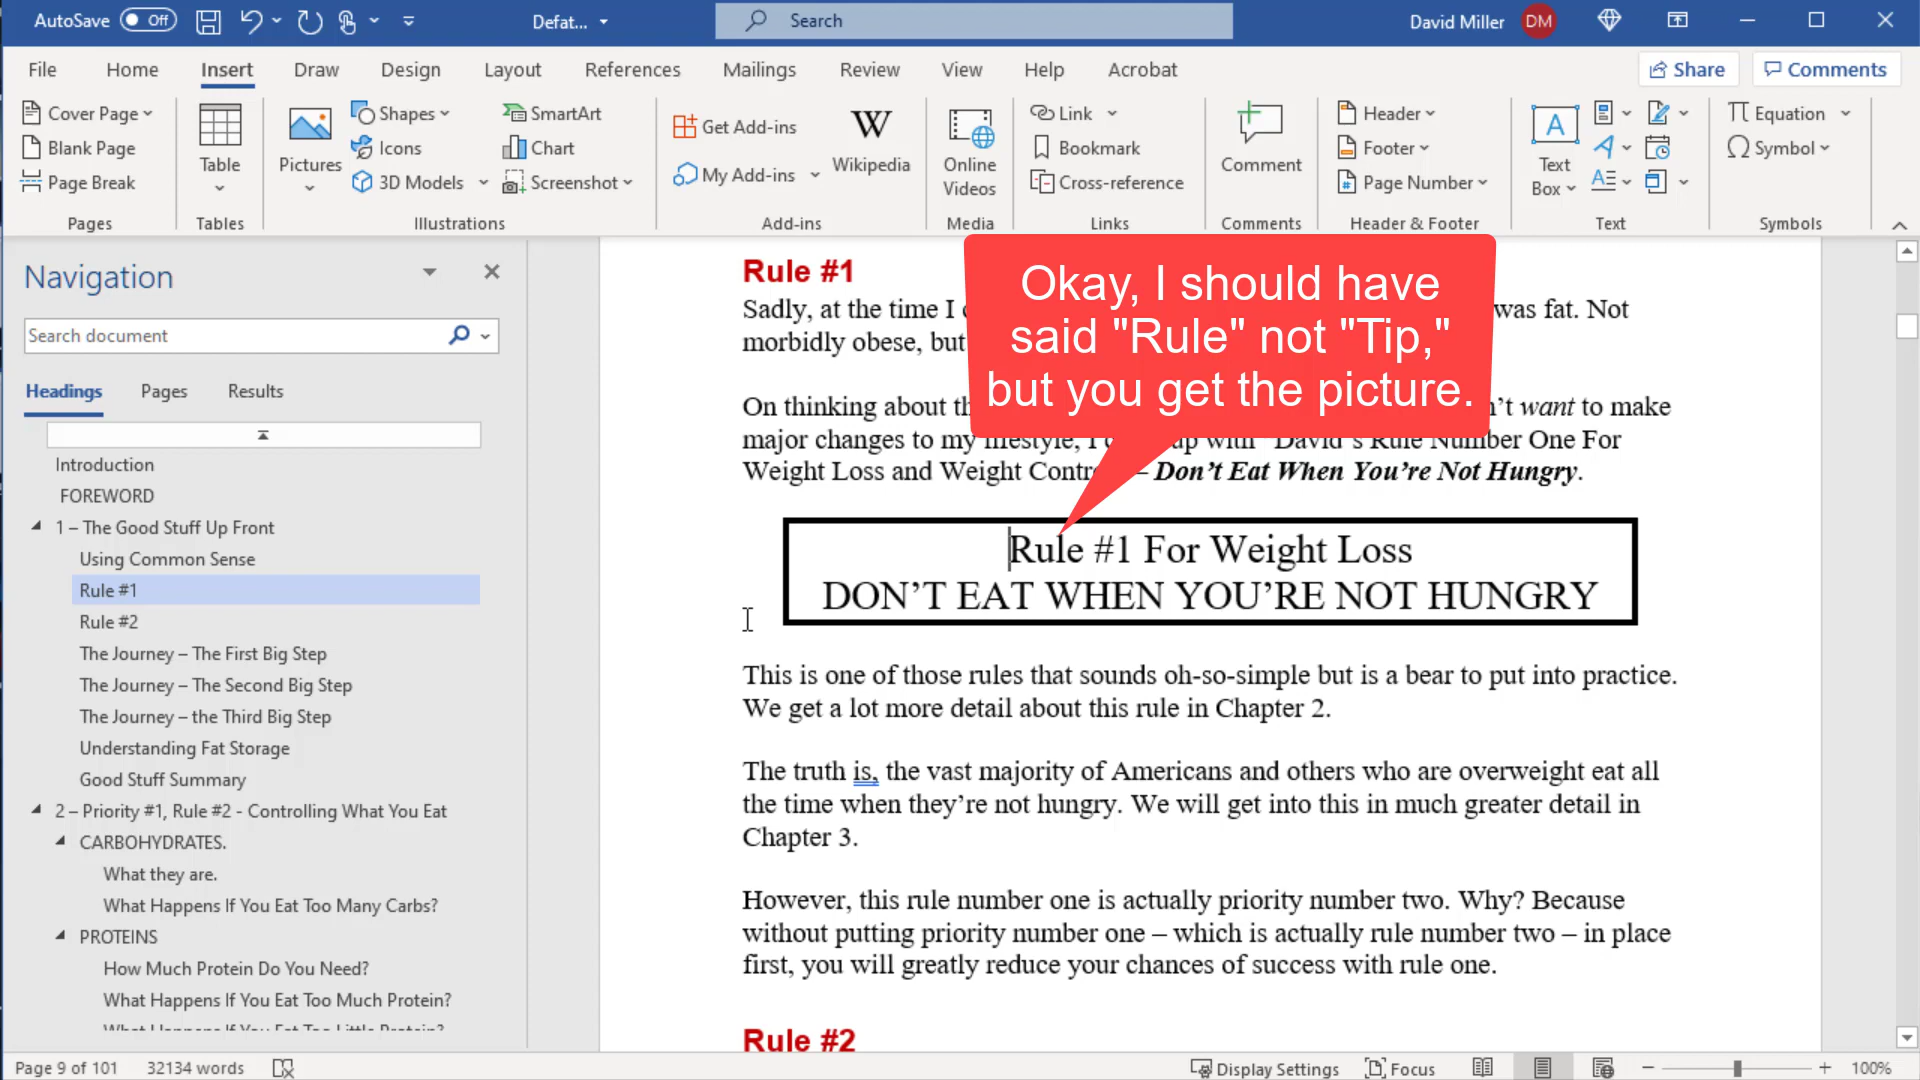 AutoSave Off Defat... Search David Miller DM
File Home Insert Draw Design Layout References Mailings Review View Help Acrobat Share Comments
Cover Page
Blank Page
Page Break
Pages
Table
Tables
Pictures
Shapes
Icons
3D Models
SmartArt
Chart
Screenshot
Illustrations
Get Add-ins
My Add-ins
W
Wikipedia
Add-ins
Online
Videos
Media
Link
Bookmark
Cross-reference
Links
Comment
Comments
Header
Footer
Page Number
Header & Footer
Text
Box
Text
Equation
Symbol
Symbols
Navigation
Search document
Headings Pages Results
Introduction
FOREWORD
1 – The Good Stuff Up Front
Using Common Sense
Rule #1
Rule #2
The Journey – The First Big Step
The Journey – The Second Big Step
The Journey – the Third Big Step
Understanding Fat Storage
Good Stuff Summary
2 – Priority #1, Rule #2 - Controlling What You Eat
CARBOHYDRATES.
What they are.
What Happens If You Eat Too Many Carbs?
PROTEINS
How Much Protein Do You Need?
What Happens If You Eat Too Much Protein?
What Happens If You Eat Too Little Protein?
Rule #1
Sadly, at the time I was fat. Not
morbidly obese, but
On thinking about want to make
major changes to my lifestyle, I up with "David's Rule Number One For
Weight Loss and Weight – Don’t Eat When You’re Not Hungry.
Okay, I should have
said "Rule" not "Tip,"
but you get the picture.
Rule #1 For Weight Loss
DON’T EAT WHEN YOU’RE NOT HUNGRY
This is one of those rules that sounds oh-so-simple but is a bear to put into practice.
We get a lot more detail about this rule in Chapter 2.
The truth is, the vast majority of Americans and others who are overweight eat all
the time when they’re not hungry. We will get into this in much greater detail in
Chapter 3.
However, this rule number one is actually priority number two. Why? Because
without putting priority number one – which is actually rule number two – in place
first, you will greatly reduce your chances of success with rule one.
Rule #2
Page 9 of 101 32134 words Display Settings Focus 100%